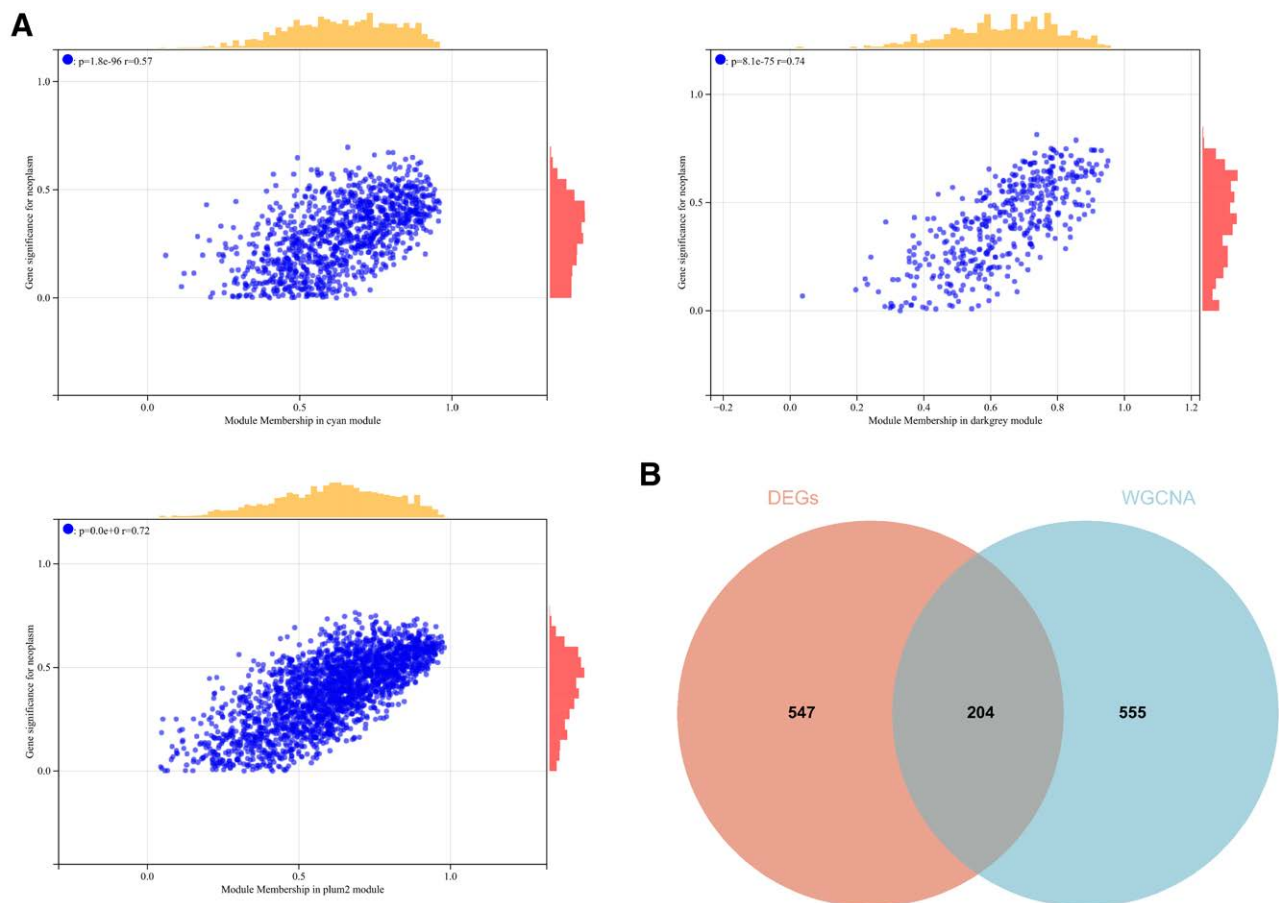 A
: p=1.8e-96 r=0.57
1.0
0.5
0.0
Gene significance for neoplasm
0.0 0.5 1.0
Module Membership in cyan module
: p=8.1e-75 r=0.74
1.0
0.5
0.0
Gene significance for neoplasm
−0.2 0.0 0.2 0.4 0.6 0.8 1.0 1.2
Module Membership in darkgrey module
: p=0.0e+0 r=0.72
1.0
0.5
0.0
Gene significance for neoplasm
0.0 0.5 1.0
Module Membership in plum2 module
B
DEGs WGCNA
547 204 555